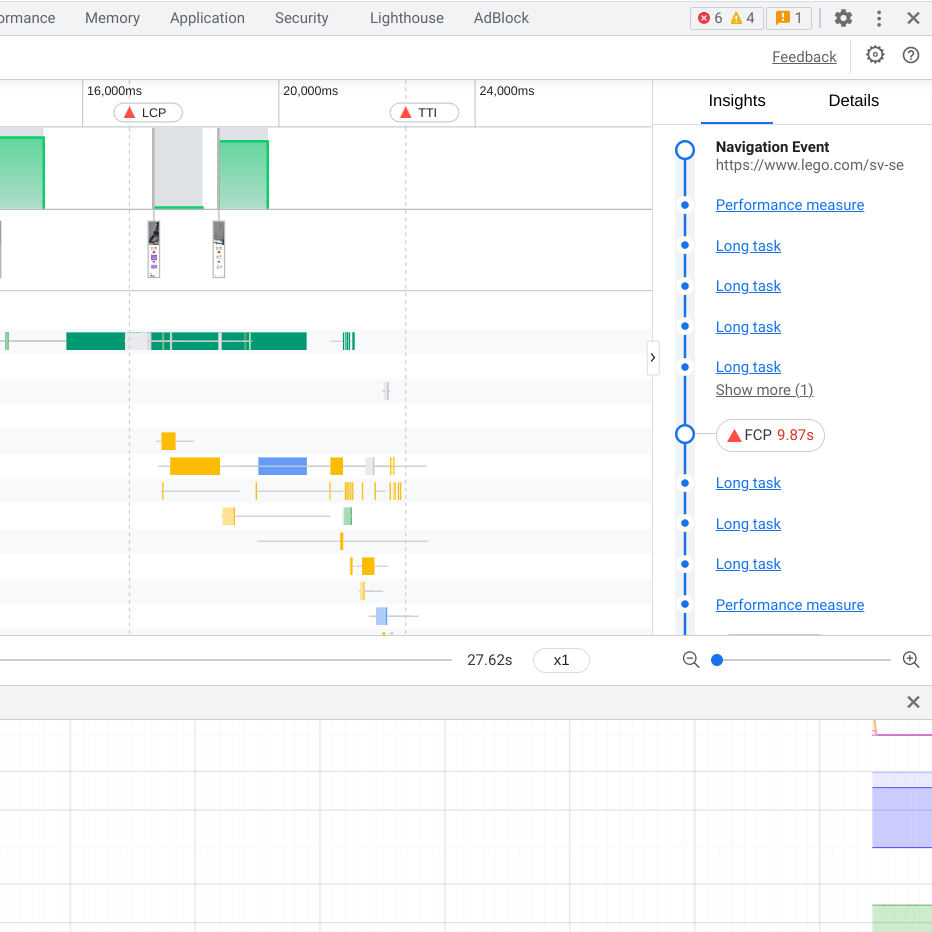 ormance Memory Application Security Lighthouse AdBlock 6 4 1
Feedback
16,000ms 20,000ms 24,000ms
LCP TTI
Insights Details
Navigation Event
https://www.lego.com/sv-se
Performance measure
Long task
Long task
Long task
Long task
Show more (1)
FCP 9.87s
Long task
Long task
Long task
Performance measure
27.62s x1